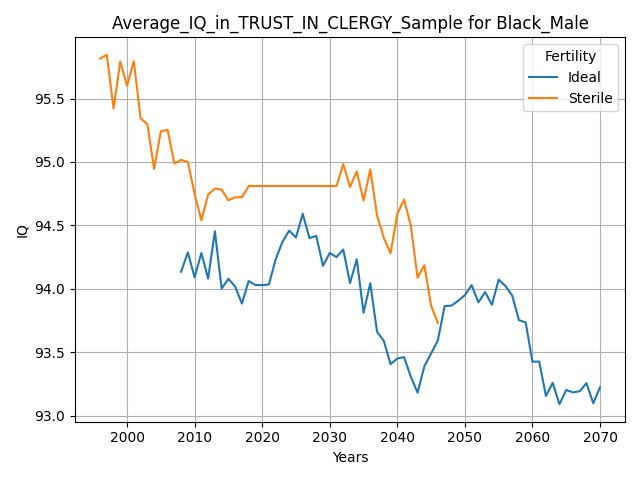 Average_IQ_in_TRUST_IN_CLERGY_Sample for Black_Male
Fertility
Ideal
Sterile
95.5
95.0
94.5
94.0
93.5
93.0
IQ
2000 2010 2020 2030 2040 2050 2060 2070
Years